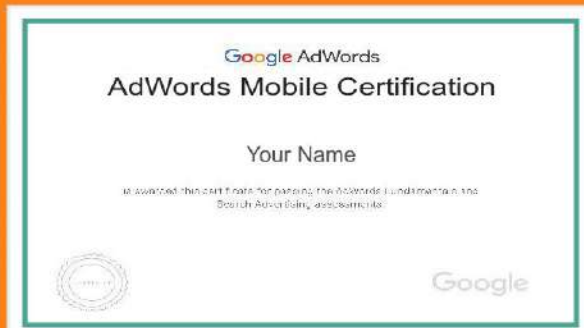 Google AdWords
AdWords Mobile Certification
Your Name
is awarded this certificate for passing the AdWords Fundamentals and
Search Advertising assessments.
Google